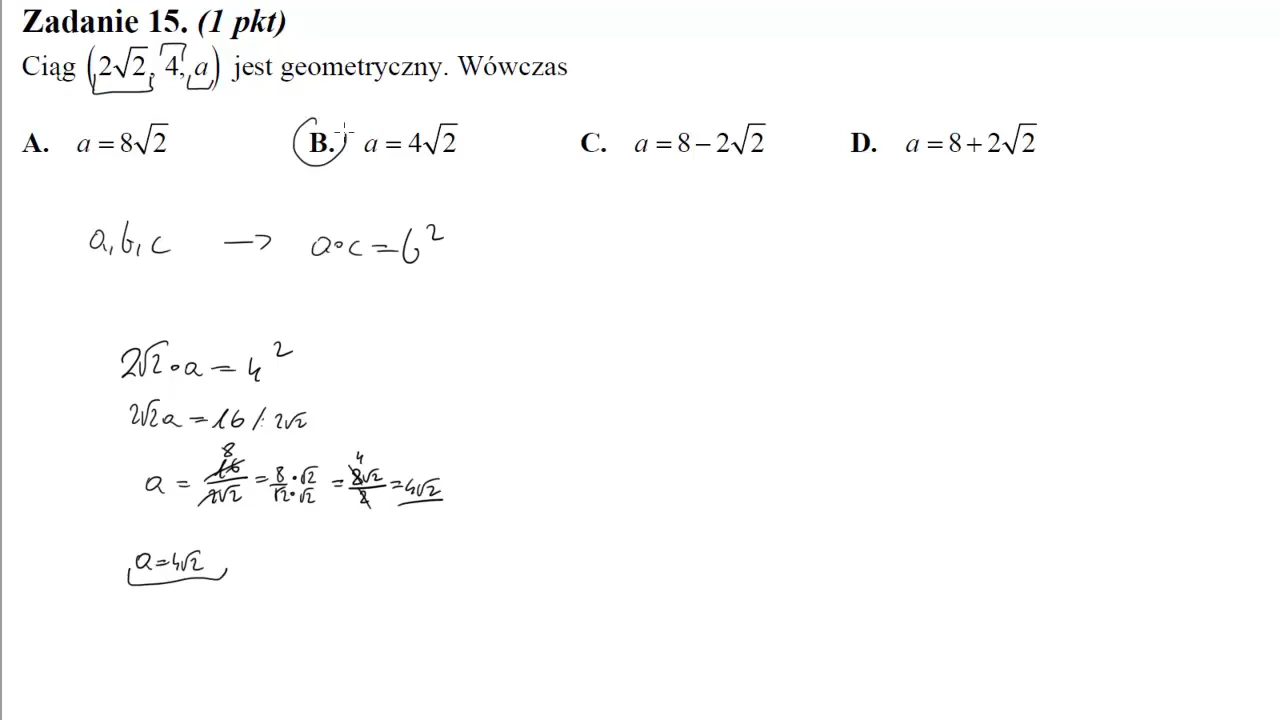 Zadanie 15. (1 pkt)
Ciąg (2√2, 4, a) jest geometryczny. Wówczas
A. a = 8√2 B. a = 4√2 C. a = 8 − 2√2 D. a = 8 + 2√2
a, b, c → a·c = b²
2√2·a = 4²
2√2a = 16 /: 2√2
a = 16/2√2 8 = 8·√2/√2·√2 = 8√2/2 4 = 4√2
a = 4√2